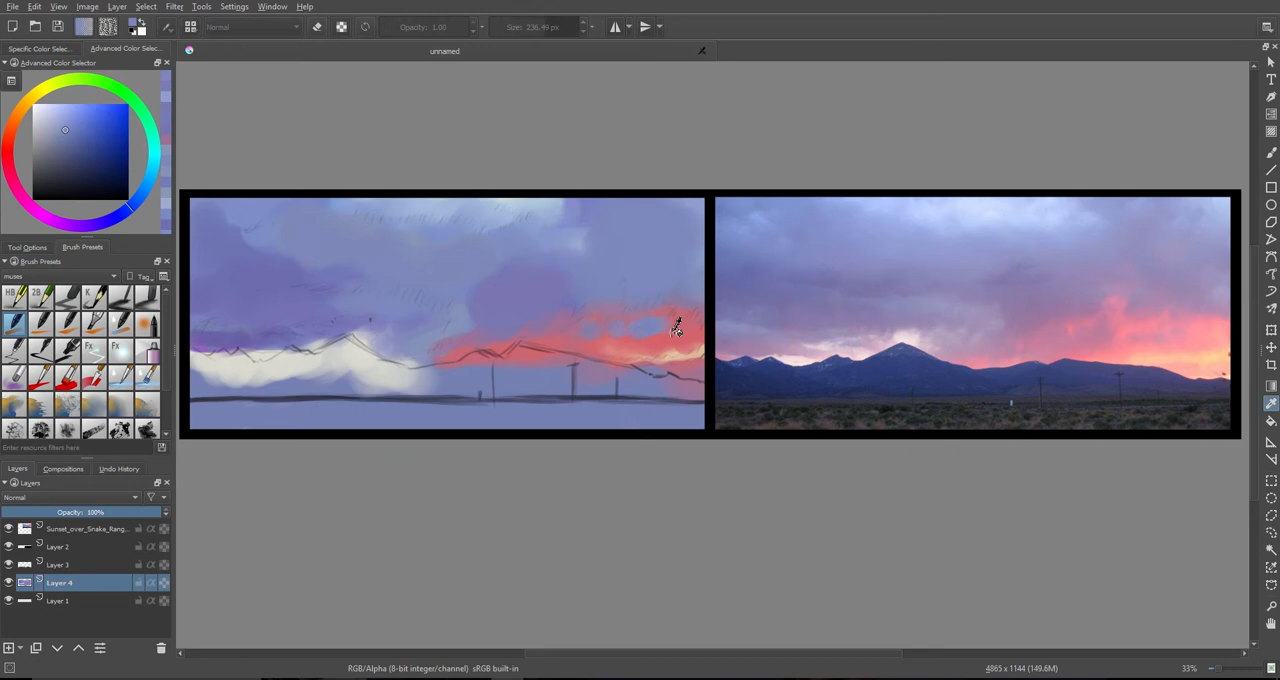 File Edit View Image Layer Select Filter Tools Settings Window Help
Normal Opacity: 1.00 Size: 236.49 px
Specific Color Selec... Advanced Color Selec... unnamed
Advanced Color Selector
Tool Options Brush Presets
Brush Presets
muses Tag
HB 2B K
Fx Fx
Enter resource filters here
Layers Compositions Undo History
Layers
Normal
Opacity: 100%
Sunset_over_Snake_Rang...
Layer 2
Layer 3
Layer 4
Layer 1
RGB/Alpha (8-bit integer/channel) sRGB built-in 4865 x 1144 (149.6M) 33%